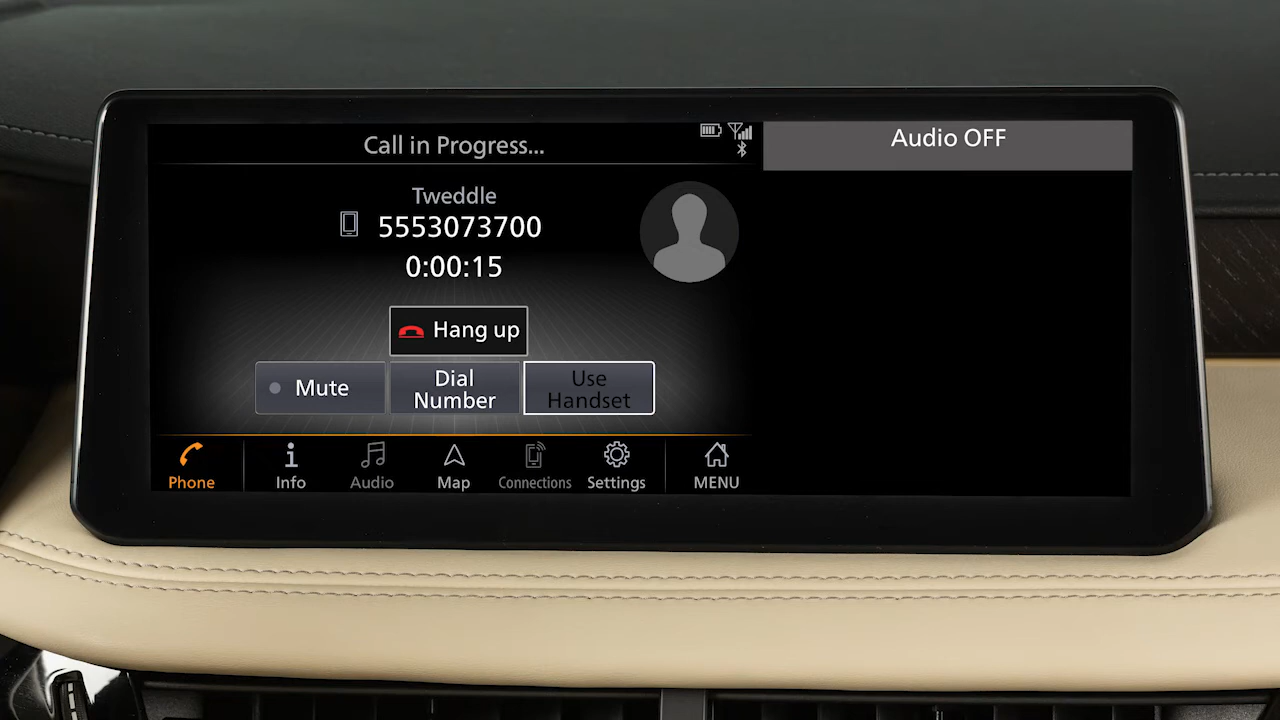 Call in Progress...
Audio OFF
Tweddle
5553073700
0:00:15
Hang up
Mute
Dial
Number
Use
Handset
Phone
Info
Audio
Map
Connections
Settings
MENU